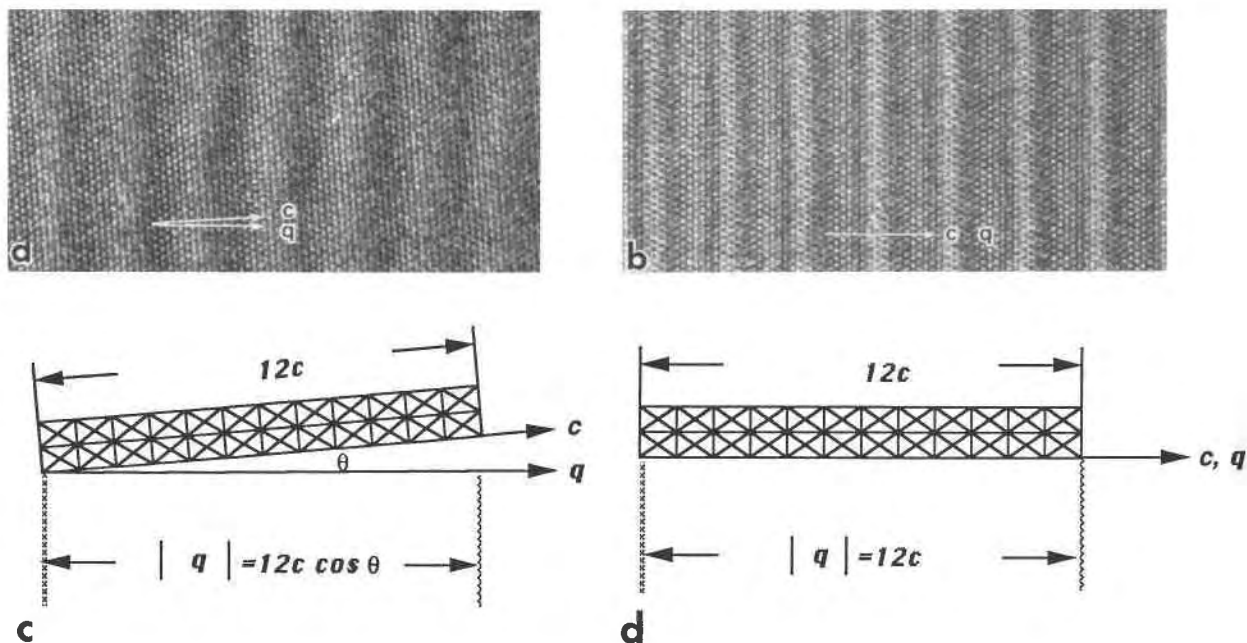 c
q
a
c q
b
12c
c
θ
q
| q | =12c cos θ
c
12c
c, q
| q | =12c
d